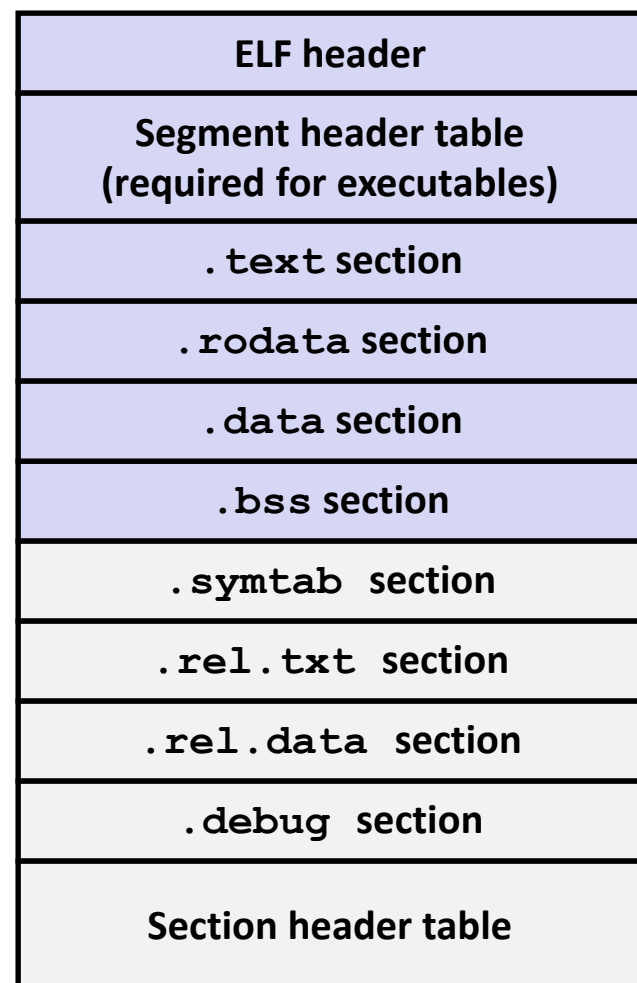 ELF header
Segment header table
(required for executables)
.text section
.rodata section
.data section
.bss section
.symtab section
.rel.txt section
.rel.data section
.debug section
Section header table